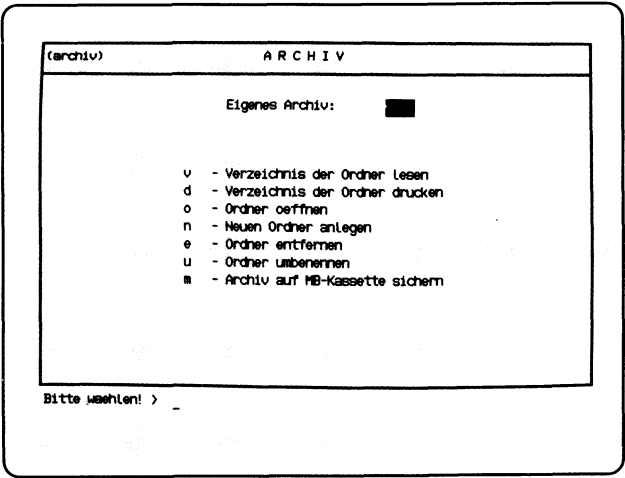 (archiv) A R C H I V
Eigenes Archiv:
v - Verzeichnis der Ordner lesen
d - Verzeichnis der Ordner drucken
o - Ordner oeffnen
n - Neuen Ordner anlegen
e - Ordner entfernen
u - Ordner umbenennen
m - Archiv auf MB-Kassette sichern
Bitte waehlen! > _